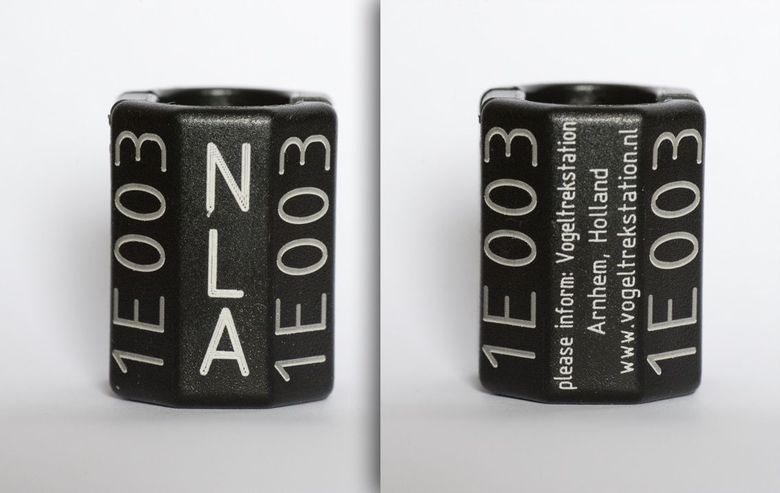 1E003
NLA
1E003
1E003
please inform: Vogeltrekstation
Arnhem, Holland
www.vogeltrekstation.nl
1E003